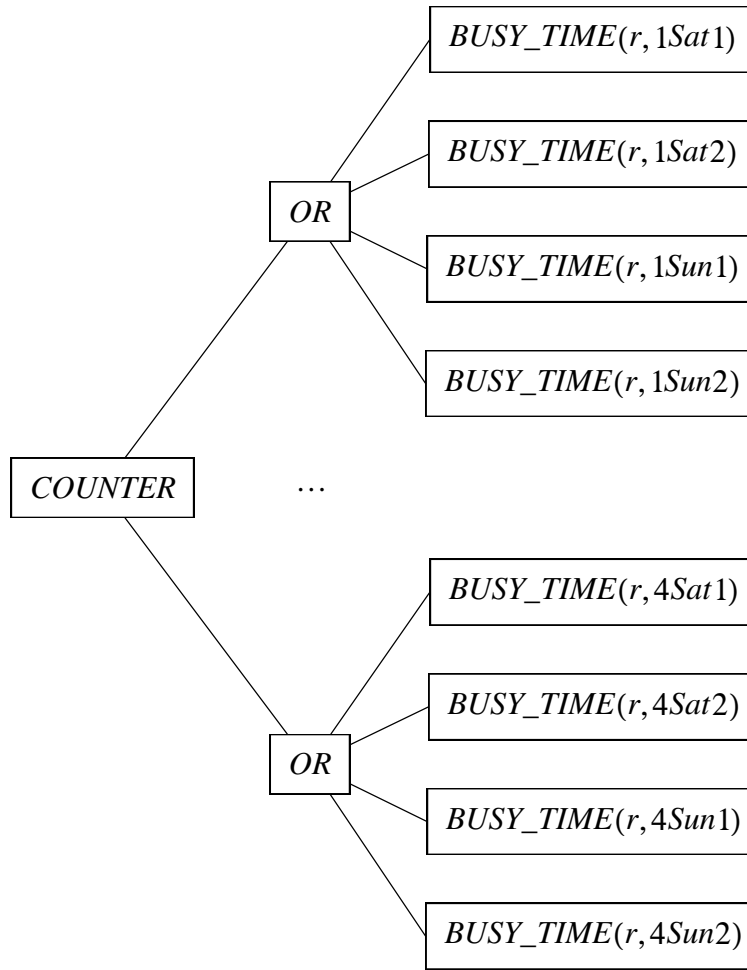 BUSY_TIME(r, 1Sat1)
BUSY_TIME(r, 1Sat2)
OR
BUSY_TIME(r, 1Sun1)
BUSY_TIME(r, 1Sun2)
COUNTER
...
BUSY_TIME(r, 4Sat1)
BUSY_TIME(r, 4Sat2)
OR
BUSY_TIME(r, 4Sun1)
BUSY_TIME(r, 4Sun2)